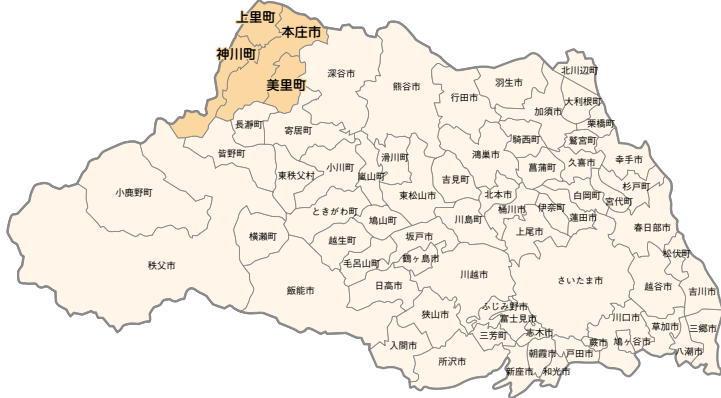 上里町
本庄市
神川町
美里町
深谷市
熊谷市
行田市
羽生市
北川辺町
加須市
大利根町
栗橋町
長瀞町
寄居町
皆野町
小鹿野町
東秩父村
小川町
嵐山町
滑川町
東松山市
吉見町
鴻巣市
騎西町
鷲宮町
菖蒲町
久喜市
幸手市
杉戸町
宮代町
白岡町
北本市
桶川市
伊奈町
蓮田市
上尾市
川島町
ときがわ町
鳩山町
越生町
坂戸市
鶴ヶ島市
毛呂山町
横瀬町
秩父市
飯能市
日高市
川越市
さいたま市
春日部市
松伏町
越谷市
吉川市
狭山市
ふじみ野市
富士見市
三芳町
志木市
入間市
所沢市
新座市
朝霞市
和光市
戸田市
蕨市
川口市
鳩ヶ谷市
草加市
八潮市
三郷市